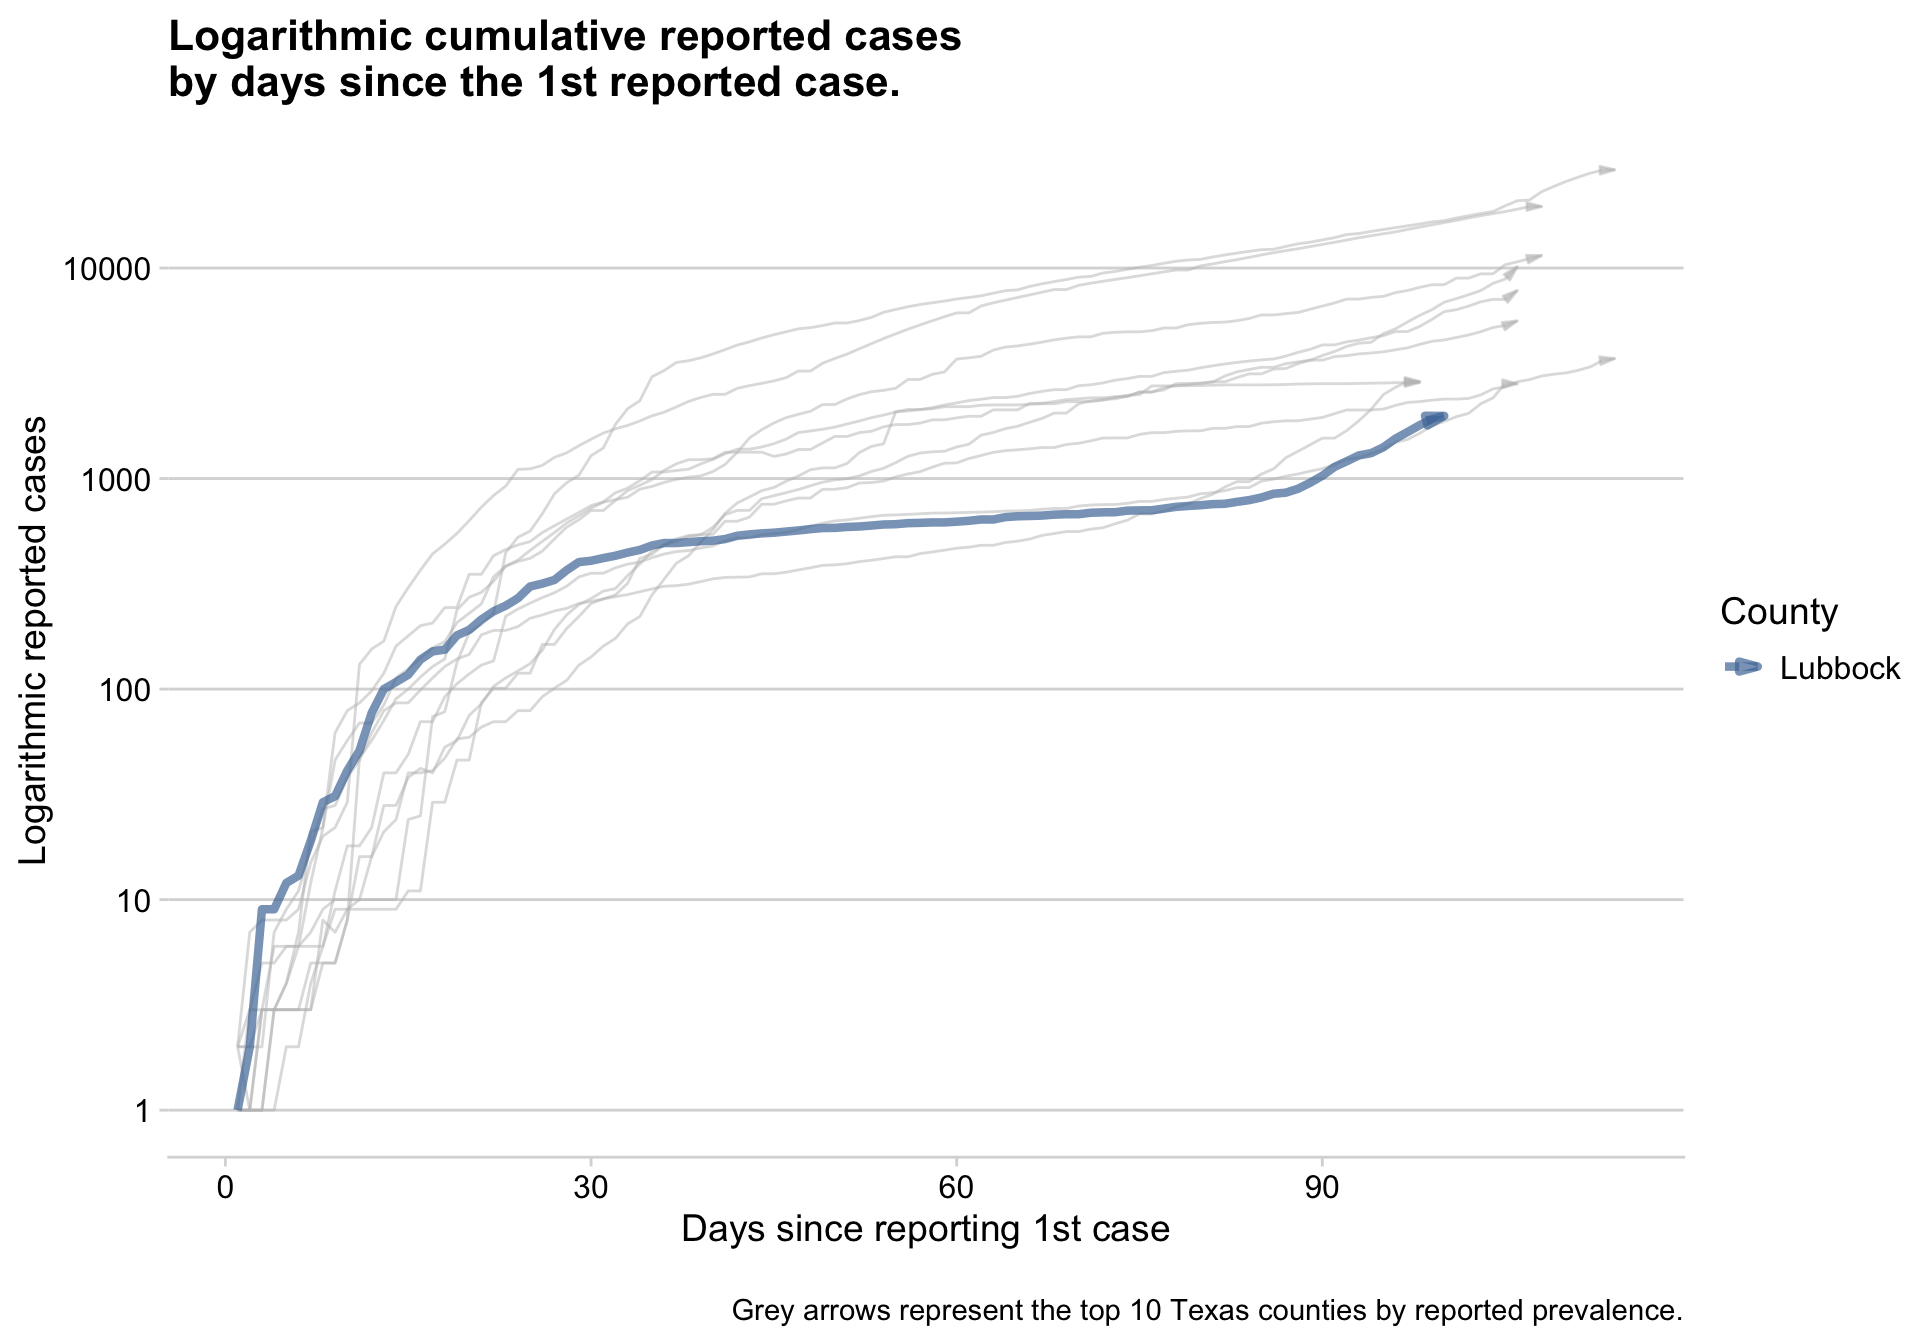 Logarithmic cumulative reported cases
by days since the 1st reported case.
Logarithmic reported cases
10000
1000
100
10
1
0 30 60 90
Days since reporting 1st case
County
Lubbock
Grey arrows represent the top 10 Texas counties by reported prevalence.